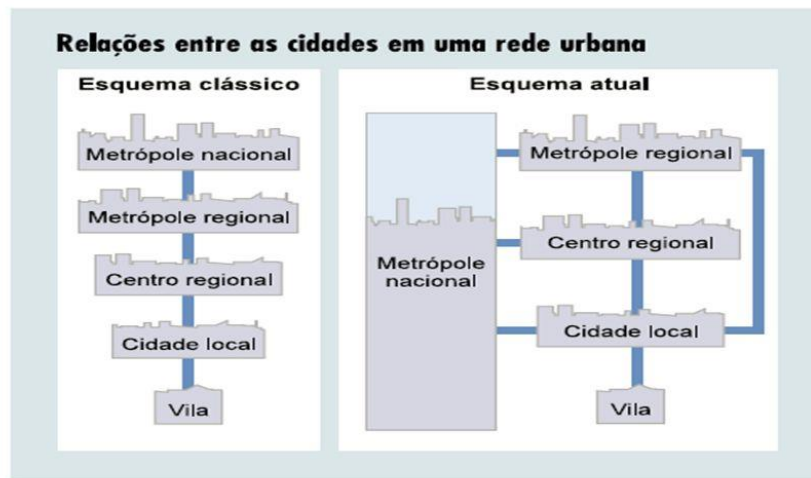 Relações entre as cidades em uma rede urbana
Esquema clássico
Metrópole nacional
Metrópole regional
Centro regional
Cidade local
Vila
Esquema atual
Metrópole
nacional
Metrópole regional
Centro regional
Cidade local
Vila